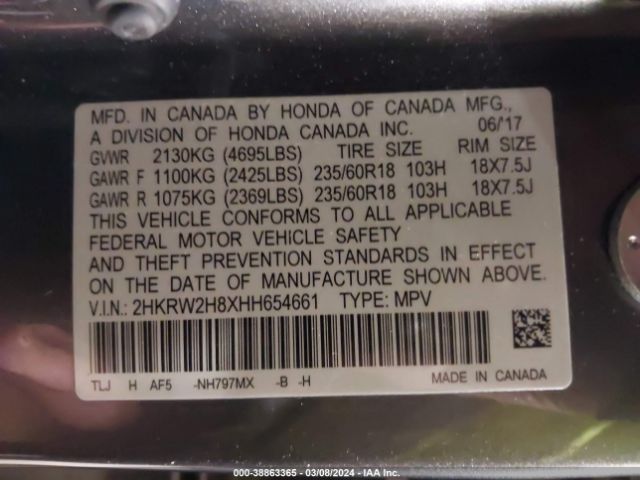 MFD. IN CANADA BY HONDA OF CANADA MFG.,
A DIVISION OF HONDA CANADA INC. 06/'17
GVWR 2130KG (4695LBS) TIRE SIZE RIM SIZE
GAWR F 1100KG (2425LBS) 235/60R18 103H 18X7.5J
GAWR R 1075KG (2369LBS) 235/60R18 103H 18X7.5J
THIS VEHICLE CONFORMS TO ALL APPLICABLE
FEDERAL MOTOR VEHICLE SAFETY
AND THEFT PREVENTION STANDARDS IN EFFECT
ON THE DATE OF MANUFACTURE SHOWN ABOVE.
V.I.N.: 2HKRW2H8XHH654661 TYPE: MPV
TLJ H AF5 -NH797MX -B -H MADE IN CANADA
000-38863365 - 03/08/2024 - IAA Inc.